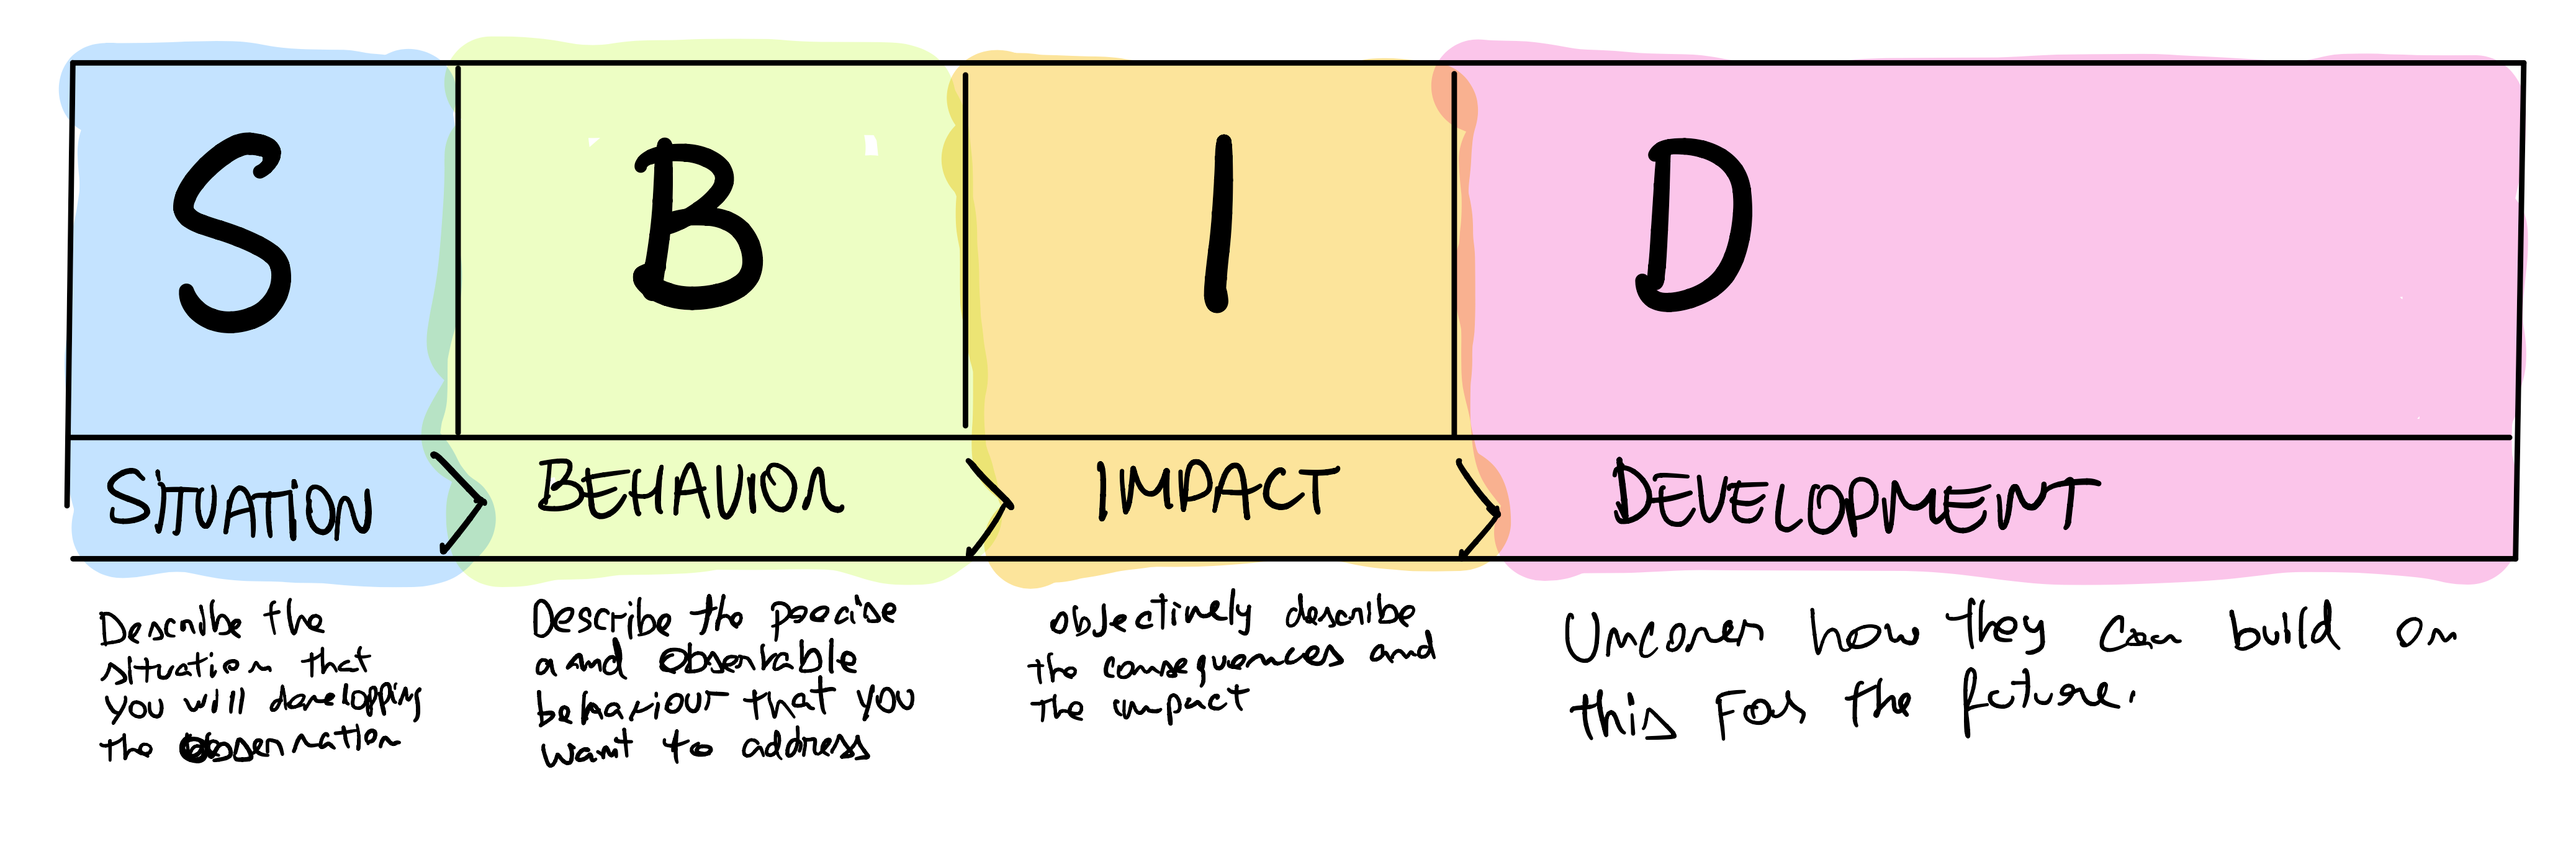 S
B
I
D
SITUATION
BEHAVIOR
IMPACT
DEVELOPMENT
Describe the
situation that
you will developping
the observation
Describe the precise
a and observable
behaviour that you
want to address
objectively describe
the consequences and
the impact
Uncover how they can build on
this For the future.